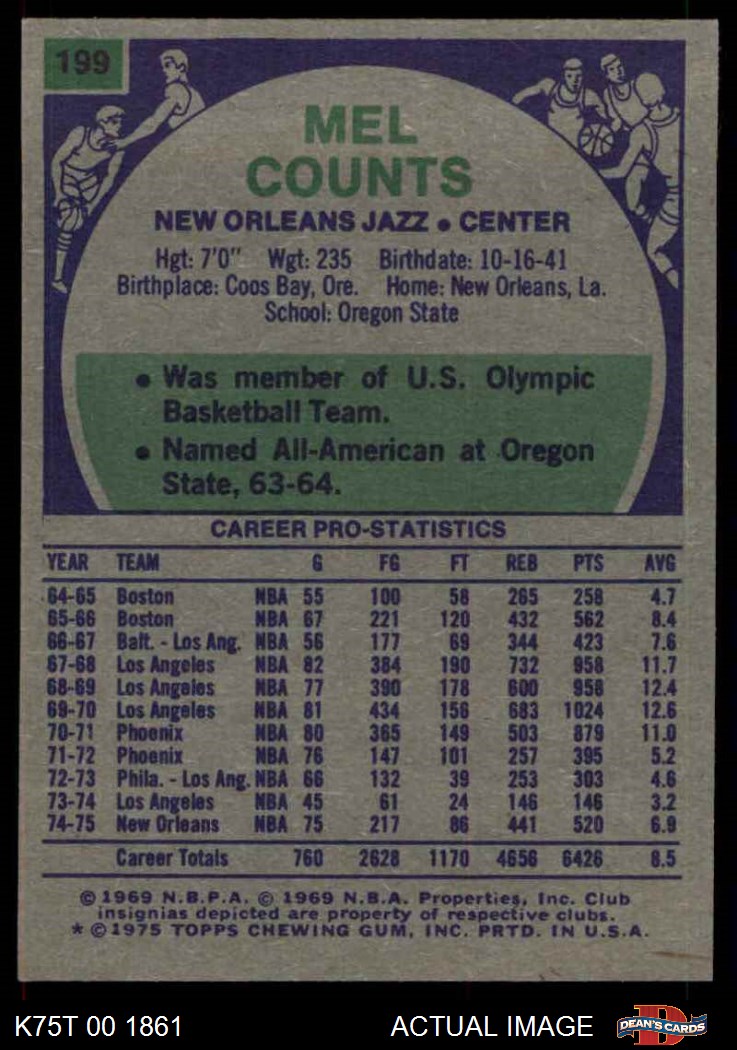 199
MEL
COUNTS
NEW ORLEANS JAZZ • CENTER
Hgt: 7'0" Wgt: 235 Birthdate: 10-16-41
Birthplace: Coos Bay, Ore. Home: New Orleans, La.
School: Oregon State
• Was member of U.S. Olympic
Basketball Team.
• Named All-American at Oregon
State, 63-64.
CAREER PRO-STATISTICS
YEAR TEAM G FG FT REB PTS AVG
64-65 Boston NBA 55 100 58 265 258 4.7
65-66 Boston NBA 67 221 120 432 562 8.4
66-67 Balt. - Los Ang. NBA 56 177 69 344 423 7.6
67-68 Los Angeles NBA 82 384 190 732 958 11.7
68-69 Los Angeles NBA 77 390 178 600 958 12.4
69-70 Los Angeles NBA 81 434 156 683 1024 12.6
70-71 Phoenix NBA 80 365 149 503 879 11.0
71-72 Phoenix NBA 76 147 101 257 395 5.2
72-73 Phila. - Los Ang. NBA 66 132 39 253 303 4.6
73-74 Los Angeles NBA 45 61 24 146 146 3.2
74-75 New Orleans NBA 75 217 86 441 520 6.9
Career Totals 760 2628 1170 4656 6426 8.5
© 1969 N.B.P.A. © 1969 N.B.A. Properties, Inc. Club
insignias depicted are property of respective clubs.
* © 1975 TOPPS CHEWING GUM, INC. PRTD. IN U.S.A.
K75T 00 1861 ACTUAL IMAGE D DEAN'S CARDS